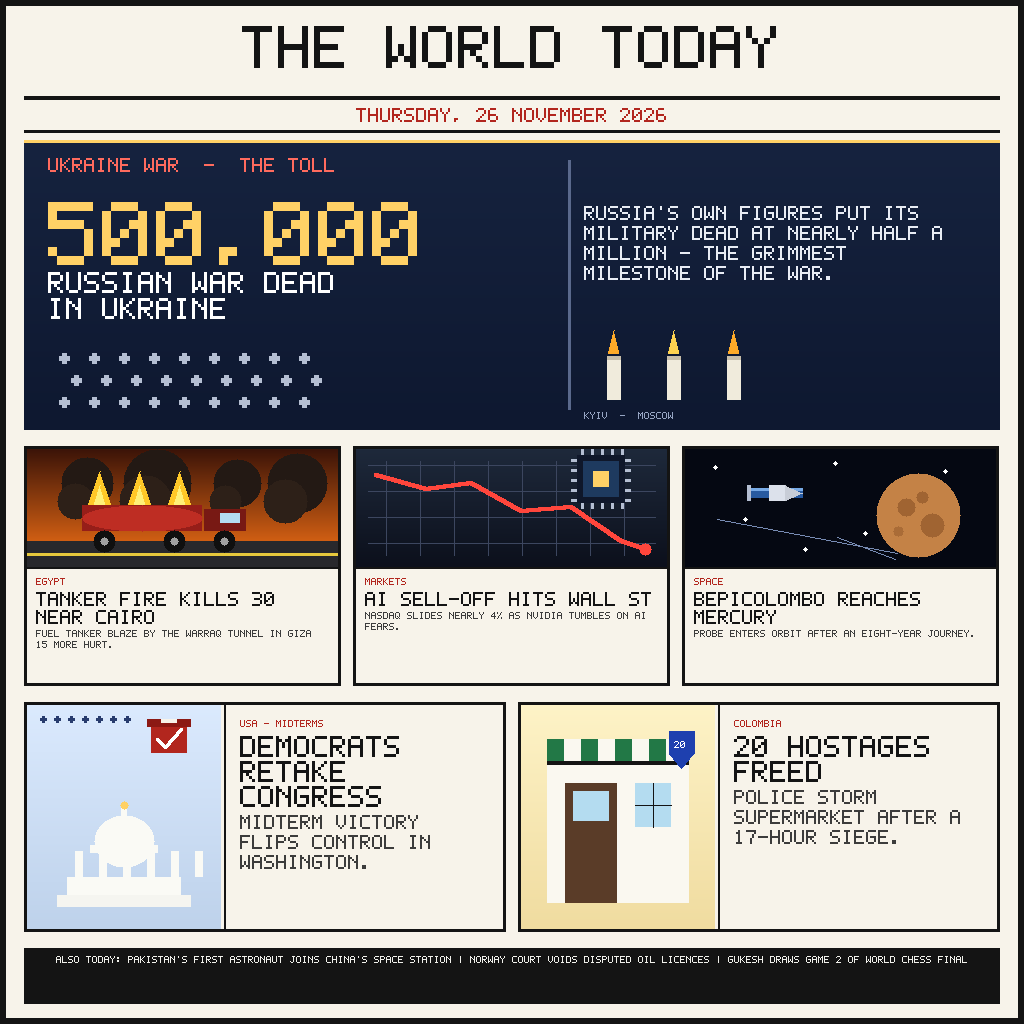 THE WORLD TODAY
THURSDAY, 26 NOVEMBER 2026
UKRAINE WAR - THE TOLL
500,000
RUSSIAN WAR DEAD
IN UKRAINE
RUSSIA'S OWN FIGURES PUT ITS
MILITARY DEAD AT NEARLY HALF A
MILLION - THE GRIMMEST
MILESTONE OF THE WAR.
KYIV - MOSCOW
EGYPT
TANKER FIRE KILLS 30
NEAR CAIRO
FUEL TANKER BLAZE BY THE WARRAQ TUNNEL IN GIZA
15 MORE HURT.
MARKETS
AI SELL-OFF HITS WALL ST
NASDAQ SLIDES NEARLY 4% AS NVIDIA TUMBLES ON AI
FEARS.
SPACE
BEPICOLOMBO REACHES
MERCURY
PROBE ENTERS ORBIT AFTER AN EIGHT-YEAR JOURNEY.
USA - MIDTERMS
DEMOCRATS
RETAKE
CONGRESS
MIDTERM VICTORY
FLIPS CONTROL IN
WASHINGTON.
20
COLOMBIA
20 HOSTAGES
FREED
POLICE STORM
SUPERMARKET AFTER A
17-HOUR SIEGE.
ALSO TODAY: PAKISTAN'S FIRST ASTRONAUT JOINS CHINA'S SPACE STATION | NORWAY COURT VOIDS DISPUTED OIL LICENCES | GUKESH DRAWS GAME 2 OF WORLD CHESS FINAL